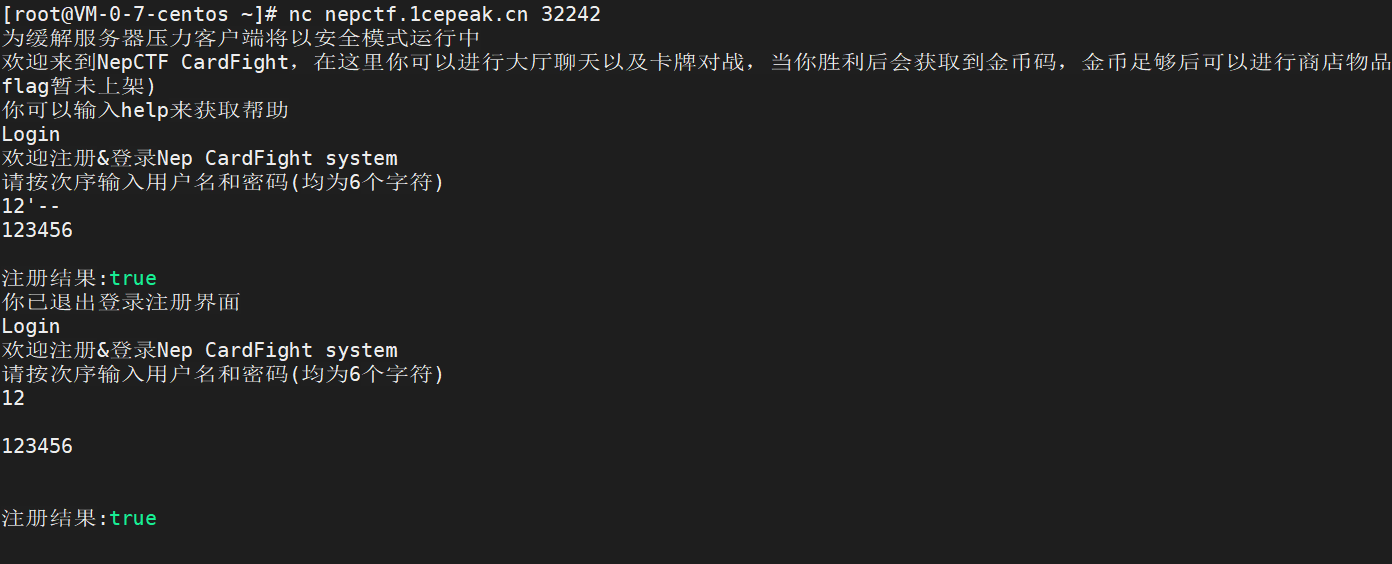 [root@VM-0-7-centos ~]# nc nepctf.1cepeak.cn 32242
为缓解服务器压力客户端将以安全模式运行中
欢迎来到NepCTF CardFight，在这里你可以进行大厅聊天以及卡牌对战，当你胜利后会获取到金币码，金币足够后可以进行商店物品
flag暂未上架)
你可以输入help来获取帮助
Login
欢迎注册&登录Nep CardFight system
请按次序输入用户名和密码(均为6个字符)
12'--
123456
注册结果:true
你已退出登录注册界面
Login
欢迎注册&登录Nep CardFight system
请按次序输入用户名和密码(均为6个字符)
12
123456
注册结果:true